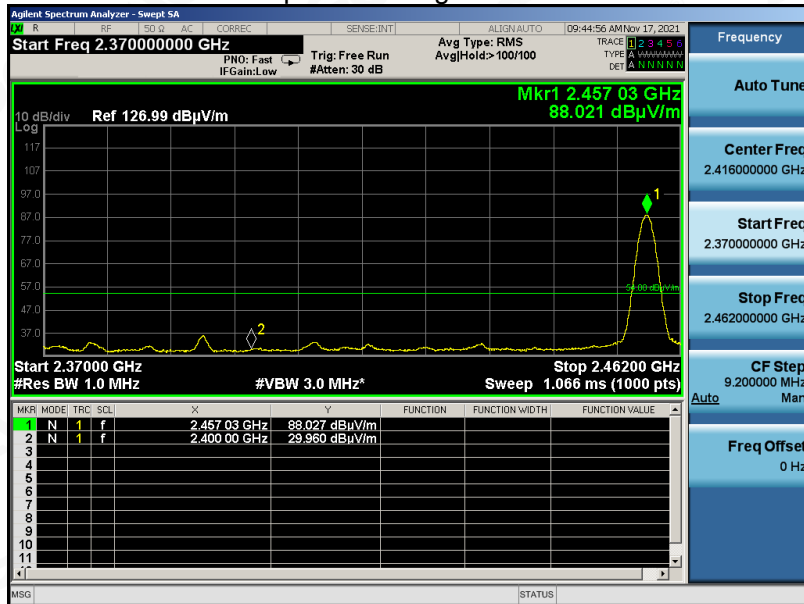 Agilent Spectrum Analyzer - Swept SA
LXI R RF 50 Ω AC CORREC SENSE:INT ALIGN AUTO 09:44:56 AM Nov 17, 2021
Start Freq 2.370000000 GHz
PNO: Fast
IFGain:Low
Trig: Free Run
#Atten: 30 dB
Avg Type: RMS
Avg|Hold:>100/100
TRACE 1 2 3 4 5 6
TYPE A WWWWW
DET A N N N N N
Mkr1 2.457 03 GHz
88.021 dBµV/m
10 dB/div Ref 126.99 dBµV/m
Log
117
107
97.0
87.0
77.0
67.0
57.0
47.0
37.0
1
54.00 dBµV/m
2
Start 2.37000 GHz Stop 2.46200 GHz
#Res BW 1.0 MHz #VBW 3.0 MHz* Sweep 1.066 ms (1000 pts)
MKR MODE TRC SCL X Y FUNCTION FUNCTION WIDTH FUNCTION VALUE
1 N 1 f 2.457 03 GHz 88.027 dBµV/m
2 N 1 f 2.400 00 GHz 29.960 dBµV/m
3
4
5
6
7
8
9
10
11
MSG STATUS
Frequency
Auto Tune
Center Freq
2.416000000 GHz
Start Freq
2.370000000 GHz
Stop Freq
2.462000000 GHz
CF Step
9.200000 MHz
Auto Man
Freq Offset
0 Hz